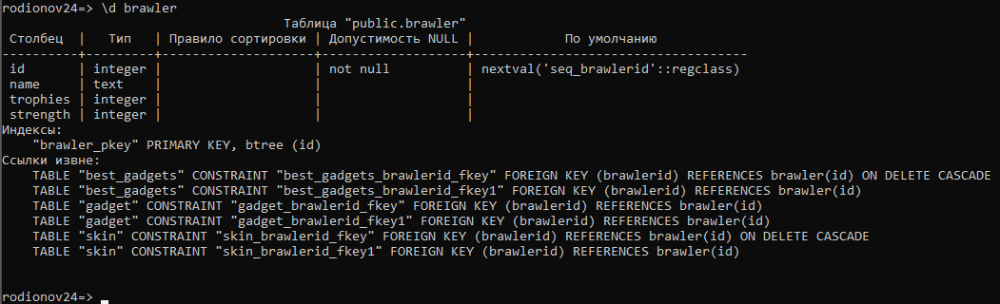 rodionov24=> \d brawler
Таблица "public.brawler"
Столбец | Тип | Правило сортировки | Допустимость NULL | По умолчанию
----------+---------+--------------------+-------------------+------------------------------------
id | integer | | not null | nextval('seq_brawlerid'::regclass)
name | text | | |
trophies | integer | | |
strength | integer | | |
Индексы:
"brawler_pkey" PRIMARY KEY, btree (id)
Ссылки извне:
TABLE "best_gadgets" CONSTRAINT "best_gadgets_brawlerid_fkey" FOREIGN KEY (brawlerid) REFERENCES brawler(id) ON DELETE CASCADE
TABLE "best_gadgets" CONSTRAINT "best_gadgets_brawlerid_fkey1" FOREIGN KEY (brawlerid) REFERENCES brawler(id)
TABLE "gadget" CONSTRAINT "gadget_brawlerid_fkey" FOREIGN KEY (brawlerid) REFERENCES brawler(id)
TABLE "gadget" CONSTRAINT "gadget_brawlerid_fkey1" FOREIGN KEY (brawlerid) REFERENCES brawler(id)
TABLE "skin" CONSTRAINT "skin_brawlerid_fkey" FOREIGN KEY (brawlerid) REFERENCES brawler(id) ON DELETE CASCADE
TABLE "skin" CONSTRAINT "skin_brawlerid_fkey1" FOREIGN KEY (brawlerid) REFERENCES brawler(id)
rodionov24=>